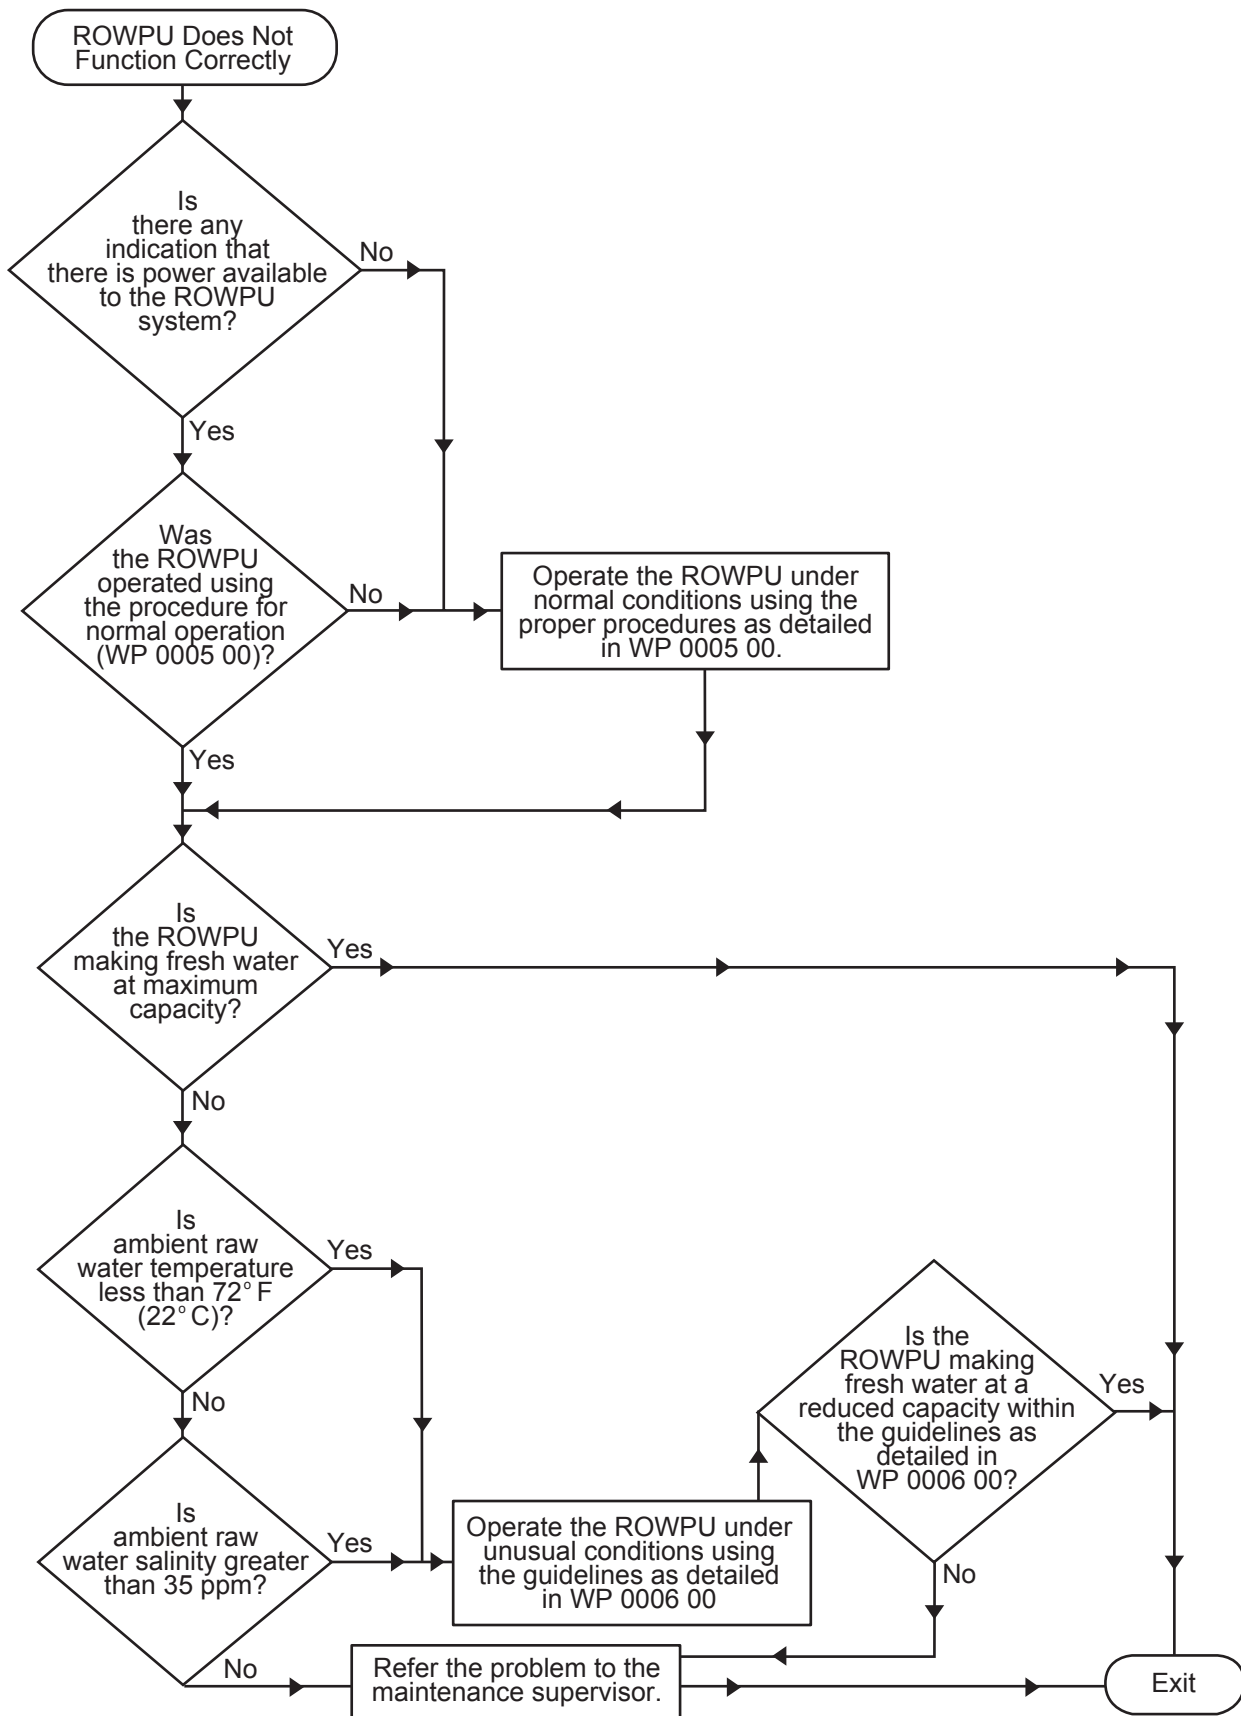 ROWPU Does Not
Function Correctly
Is
there any
indication that
there is power available
to the ROWPU
system?
No
Yes
Was
the ROWPU
operated using
the procedure for
normal operation
(WP 0005 00)?
No
Operate the ROWPU under
normal conditions using the
proper procedures as detailed
in WP 0005 00.
Yes
Is
the ROWPU
making fresh water
at maximum
capacity?
Yes
No
Is
ambient raw
water temperature
less than 72° F
(22° C)?
Yes
No
Is the
ROWPU making
fresh water at a
reduced capacity within
the guidelines as
detailed in
WP 0006 00?
Yes
No
Is
ambient raw
water salinity greater
than 35 ppm?
Yes
Operate the ROWPU under
unusual conditions using
the guidelines as detailed
in WP 0006 00
No
Refer the problem to the
maintenance supervisor.
Exit